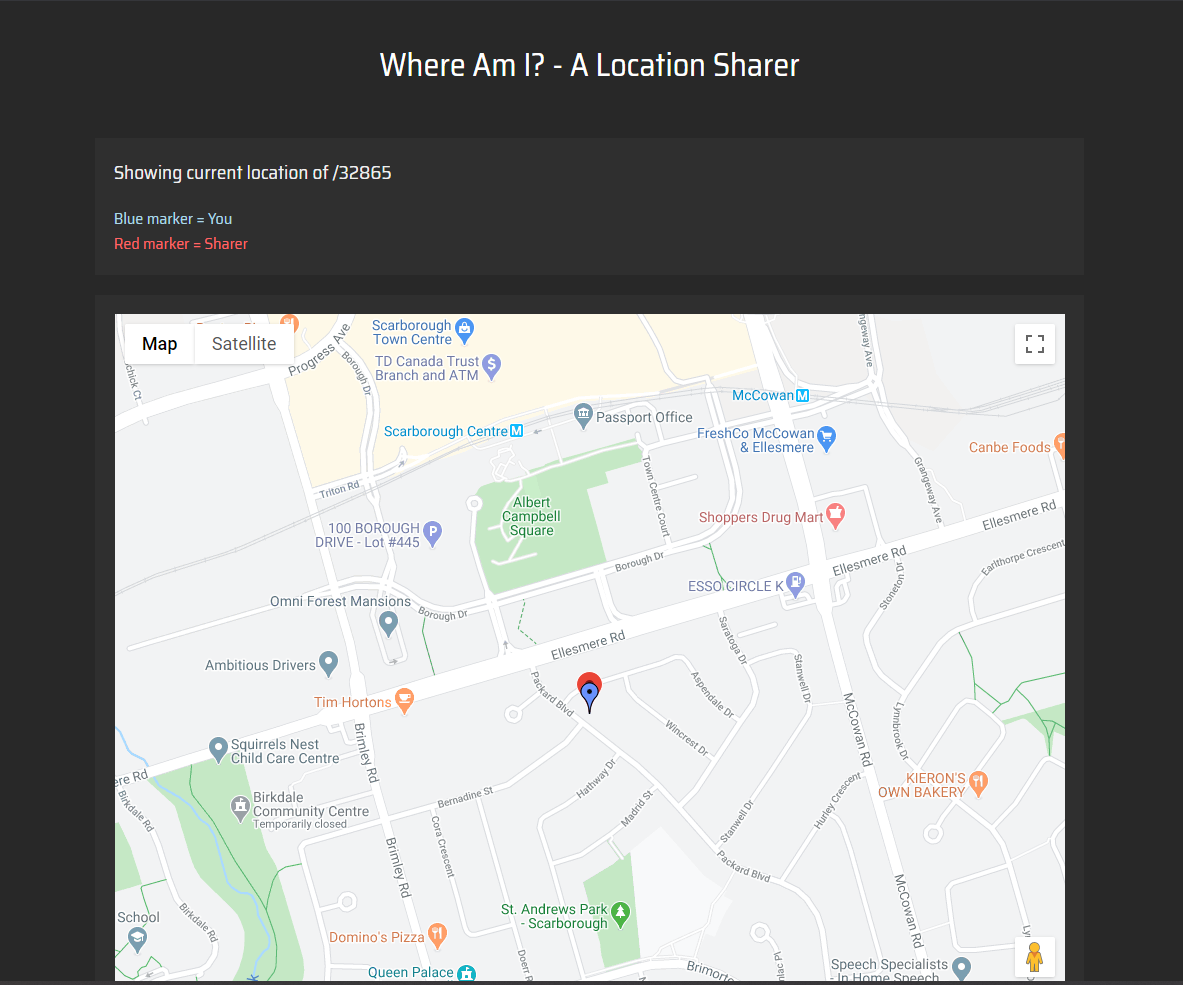 Where Am I? - A Location Sharer
Showing current location of /32865
Blue marker = You
Red marker = Sharer
Map
Satellite
Progress Ave
Scarborough
Town Centre
TD Canada Trust
Branch and ATM
Borough Dr
McCowan
M
Scarborough Centre
M
Passport Office
FreshCo McCowan
& Ellesmere
Canbe Foods
Triton Rd
Town Centre Court
Grangeway Ave
Albert
Campbell
Square
100 BOROUGH
DRIVE - Lot #445
P
Shoppers Drug Mart
Ellesmere Rd
Ellesmere Rd
Earlthorpe Crescent
Borough Dr
ESSO CIRCLE K
Stoneton Dr
Omni Forest Mansions
Borough Dr
Ellesmere Rd
Saratoga Dr
Ambitious Drivers
Stanwell Dr
Packard Blvd
Aspendale Dr
Tim Hortons
Wincrest Dr
McCowan Rd
Lynnbrook Dr
Brimley Rd
Squirrels Nest
Child Care Centre
ere Rd
Hathway Dr
KIERON'S
OWN BAKERY
Birkdale Rd
Birkdale
Community Centre
Temporarily closed
Bernadine St
Madrid St
Hurley Crescent
Stanwell Dr
Cora Crescent
Brimley Rd
Packard Blvd
McCowan Rd
School
Birkdale Rd
St. Andrews Park
- Scarborough
Domino's Pizza
Queen Palace
Doerr R
Brimorto
Speech Specialists
- In Home Speech